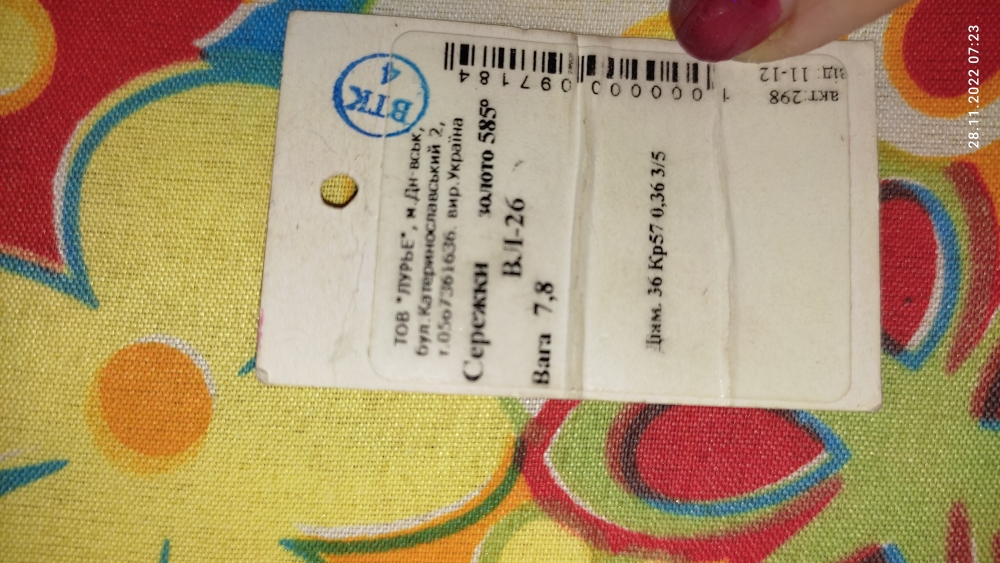 ТОВ "ЛУРЬЕ", м.Дн-вськ,
бул.Катеринославський 2,
т.0567361636. вир.Україна
Сережки золото 585°
ВЛ-26
Вага 7,8
Діам. 36 Кр57 0,36 3/5
1 000000 097184
акт:298
від: 11-12
ВТК
4
28.11.2022 07:23